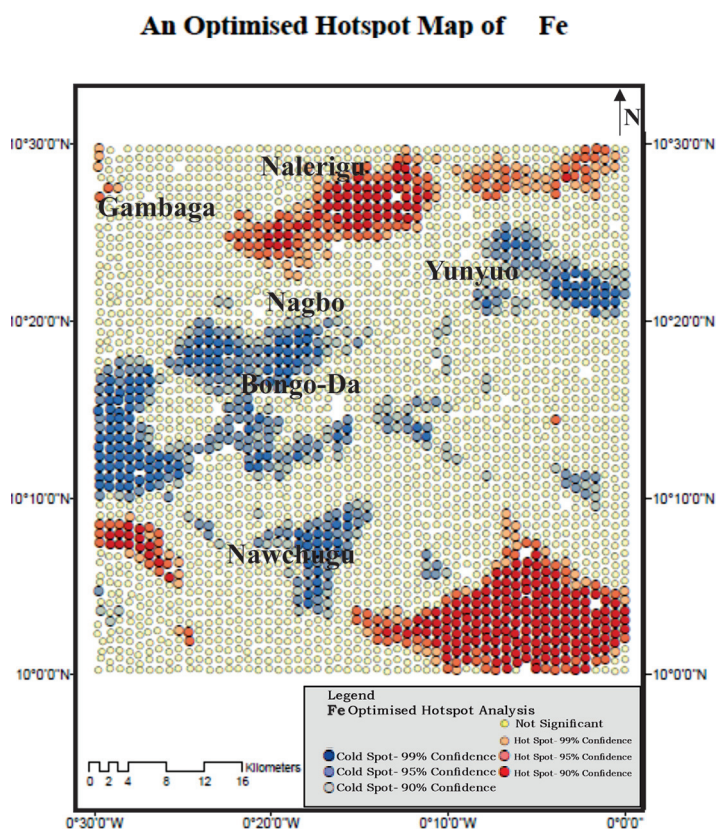 An Optimised Hotspot Map of Fe
N
10°30'0"N 10°30'0"N
Nalerigu
Gambaga
Yunyuo
Nagbo
10°20'0"N 10°20'0"N
Bongo-Da
10°10'0"N 10°10'0"N
Nawchugu
10°0'0"N 10°0'0"N
Legend
Fe Optimised Hotspot Analysis
Not Significant
Cold Spot- 99% Confidence Hot Spot- 99% Confidence
Cold Spot- 95% Confidence Hot Spot- 95% Confidence
Cold Spot- 90% Confidence Hot Spot- 90% Confidence
Kilometers
0 2 4 8 12 16
0°30'0"W 0°20'0"W 0°10'0"W 0°0'0"